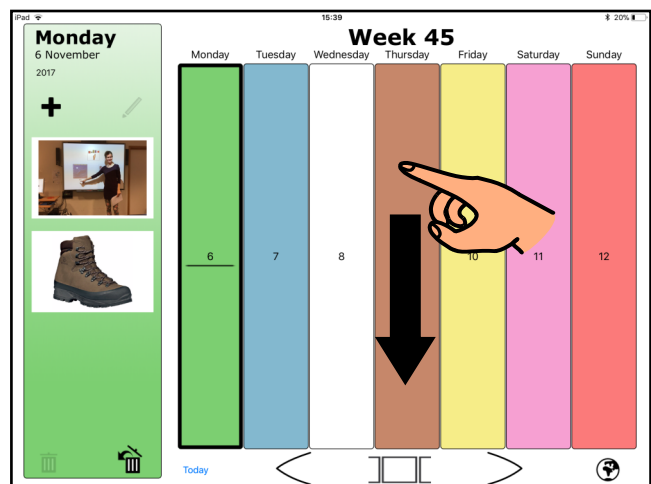 iPad 15:39 20%
Monday
6 November
2017
Week 45
Monday Tuesday Wednesday Thursday Friday Saturday Sunday
6 7 8 10 11 12
Today